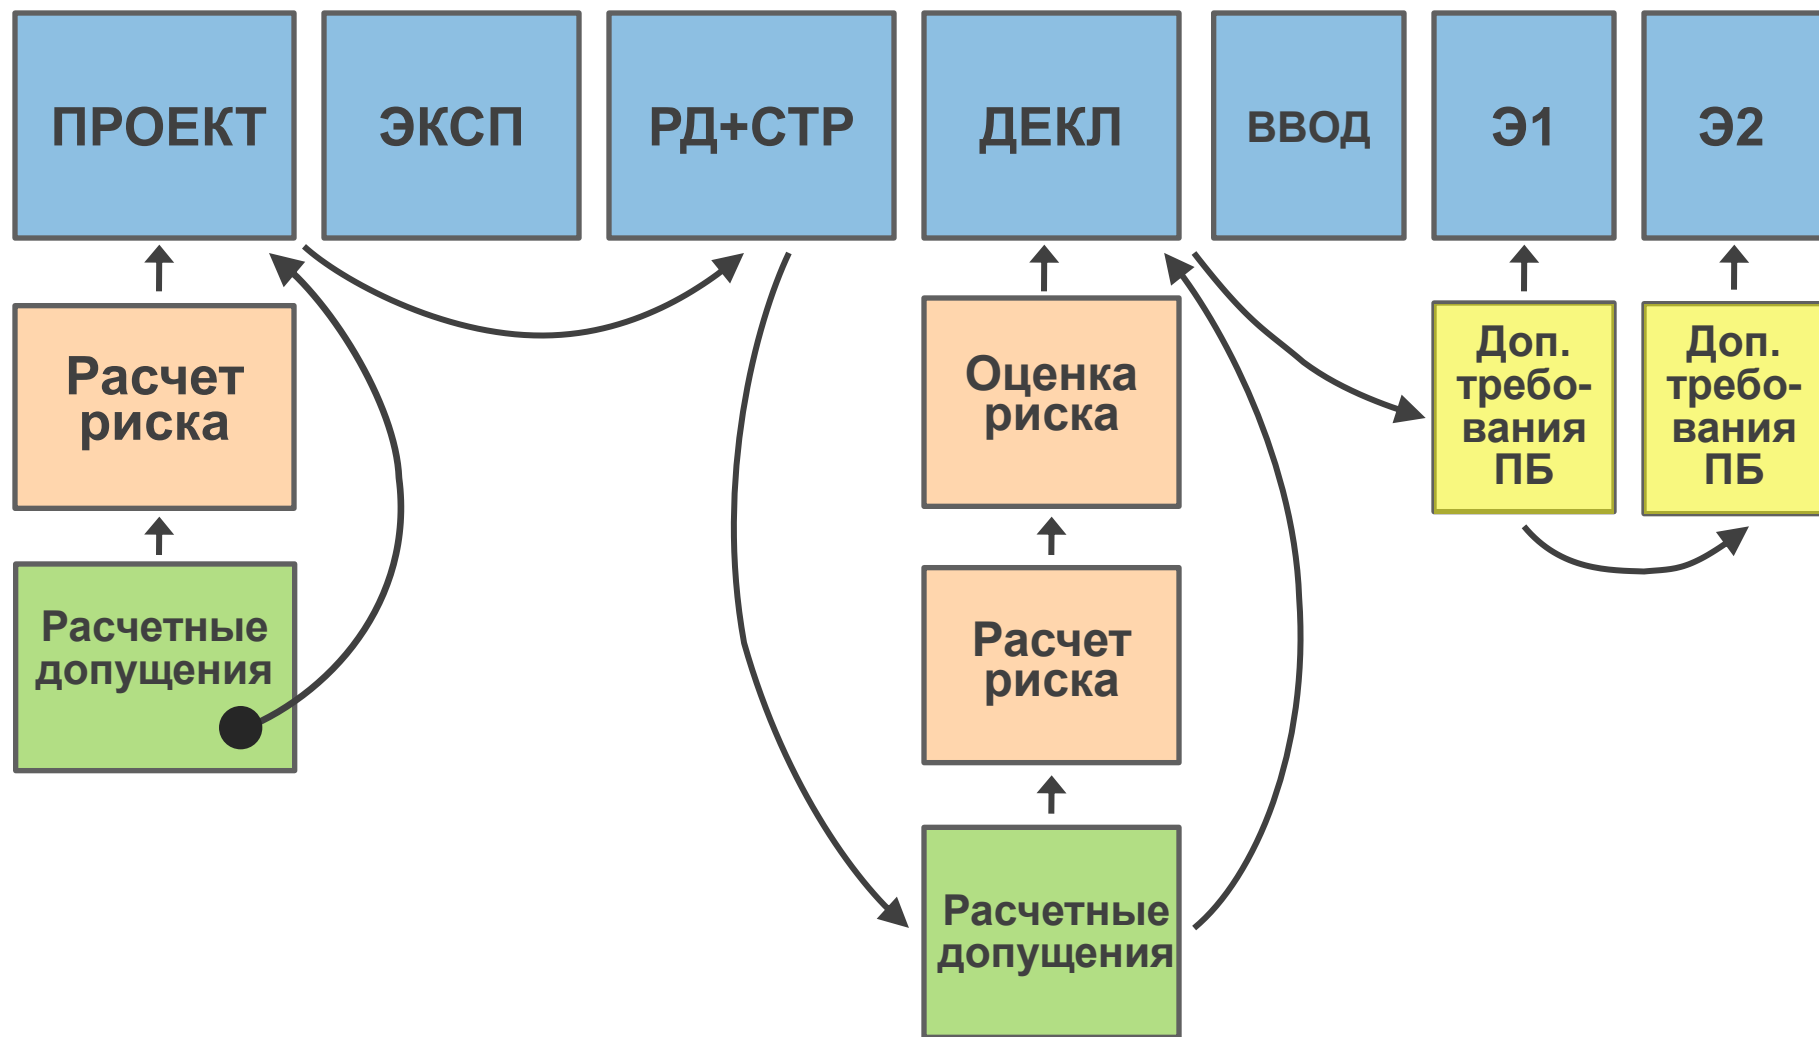 ПРОЕКТ
ЭКСП
РД+СТР
ДЕКЛ
ВВОД
Э1
Э2
Расчет
риска
Расчетные
допущения
Оценка
риска
Расчет
риска
Расчетные
допущения
Доп.
требо-
вания
ПБ
Доп.
требо-
вания
ПБ